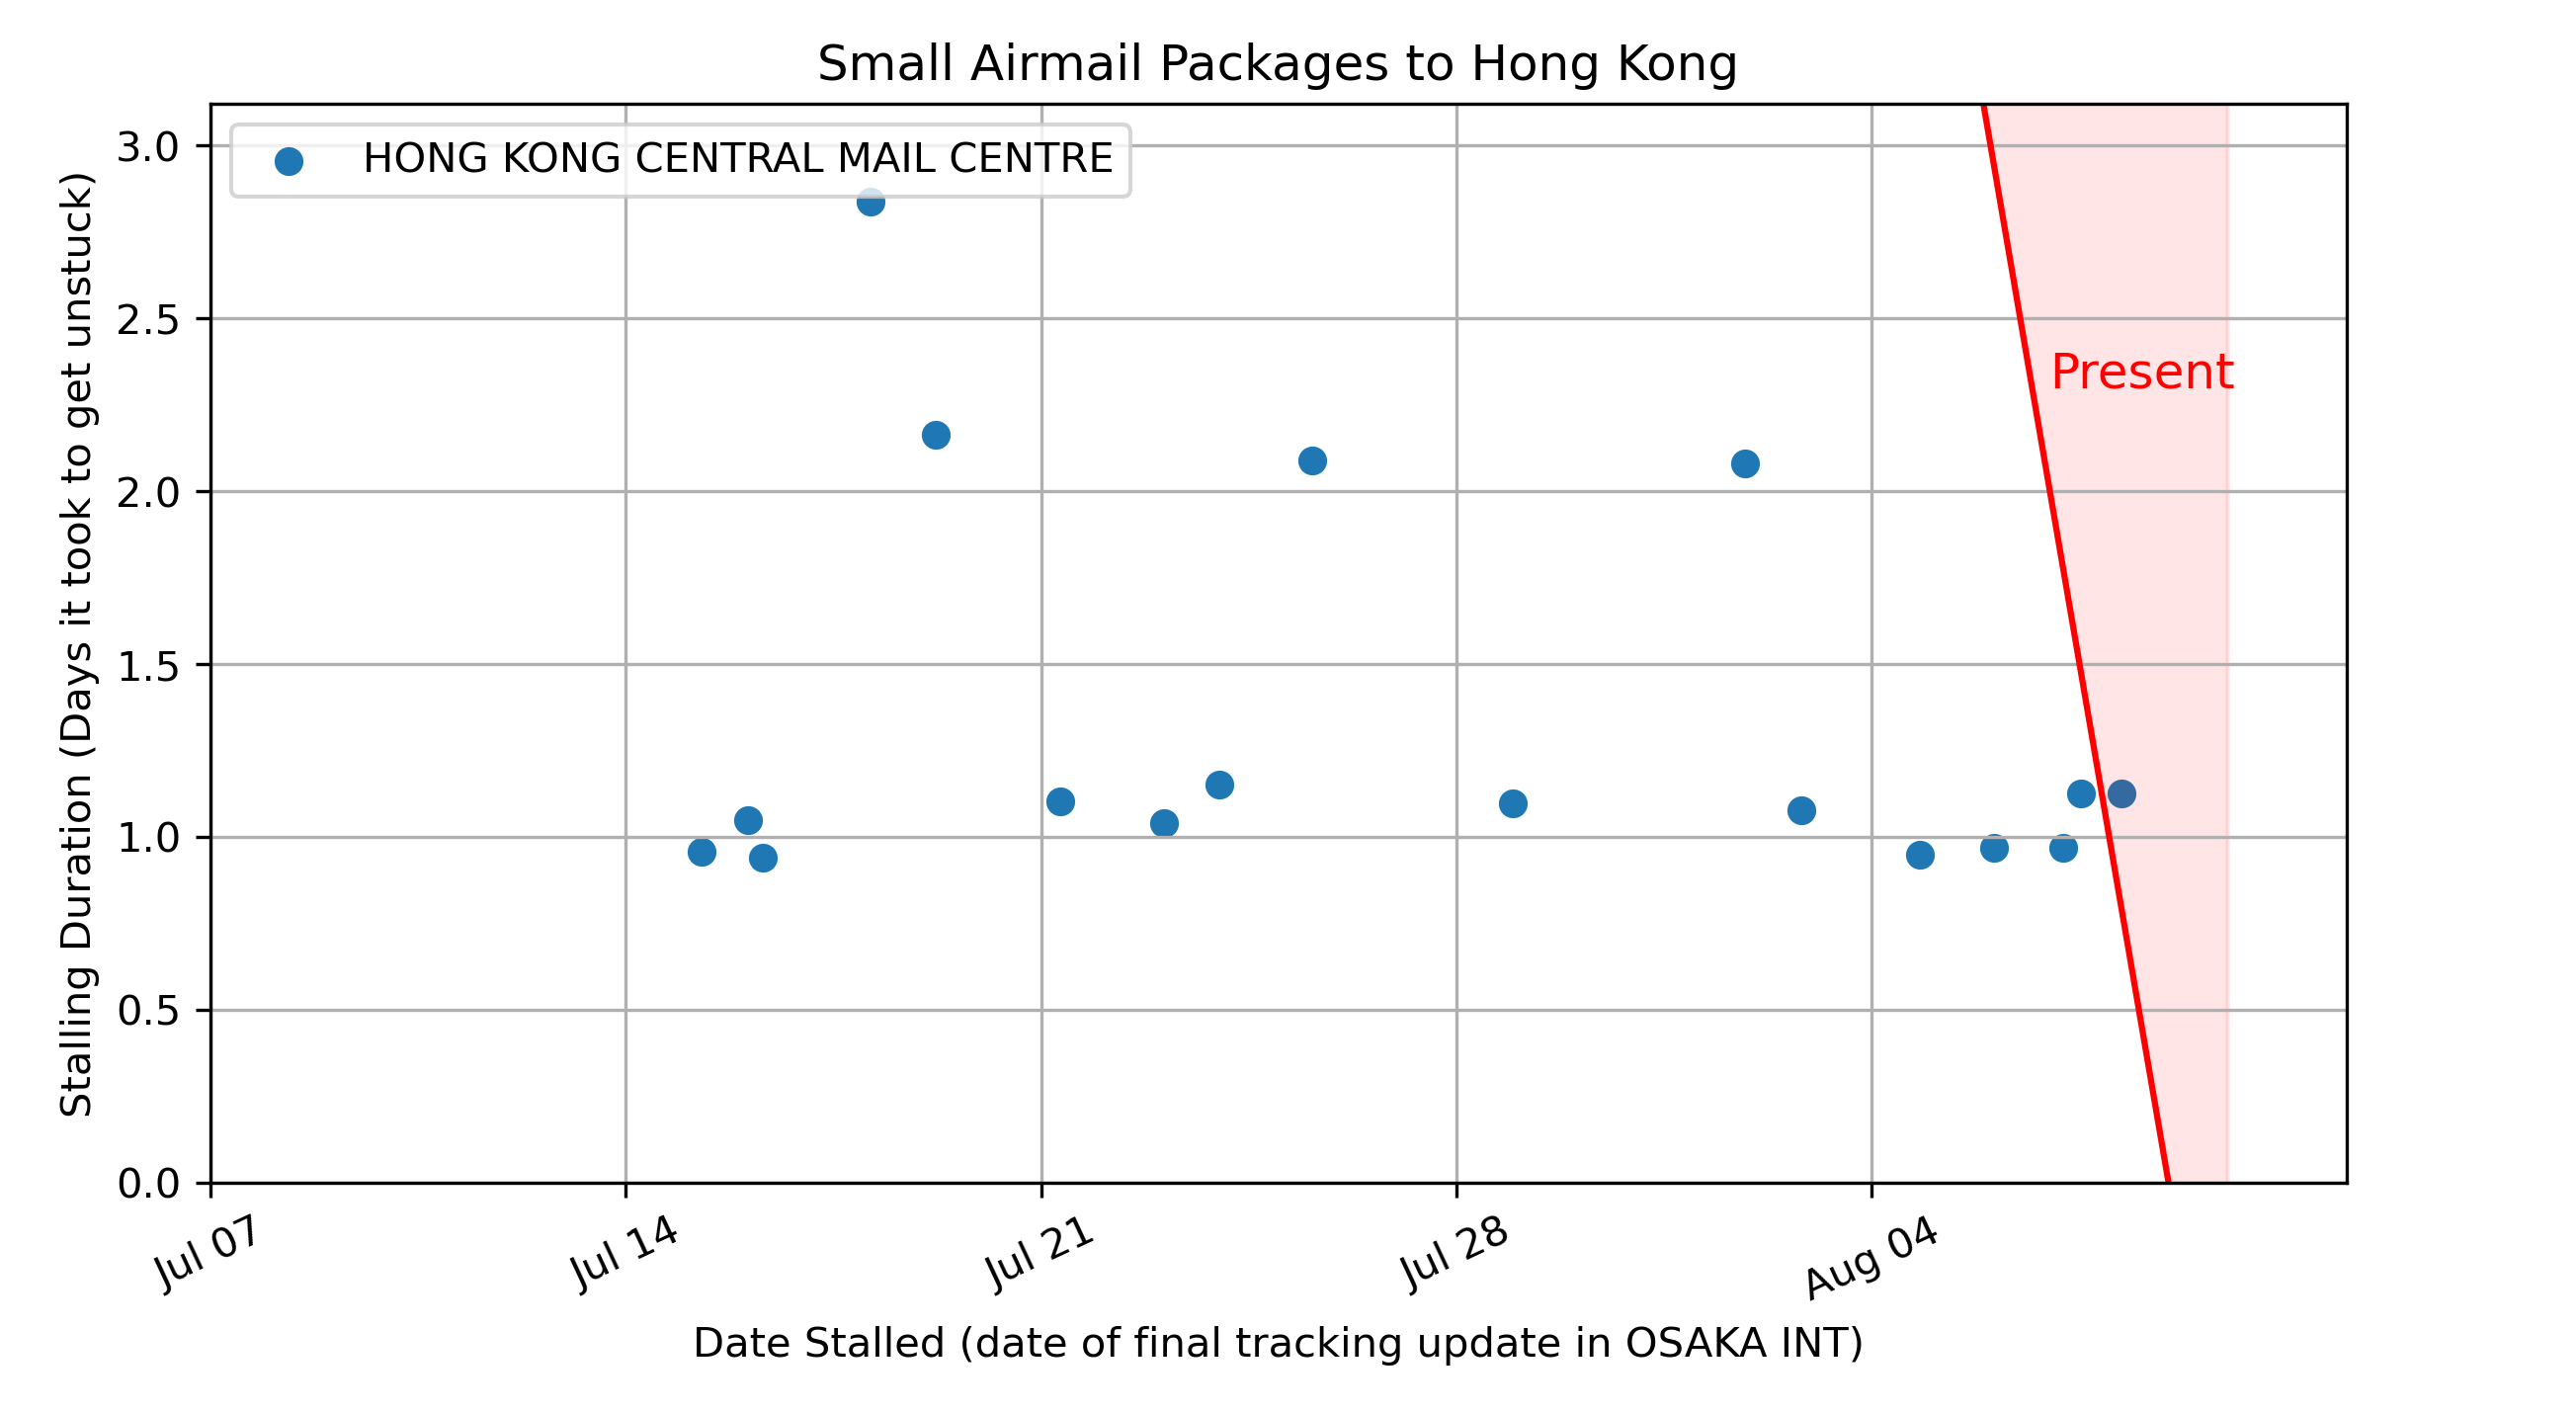 Small Airmail Packages to Hong Kong
HONG KONG CENTRAL MAIL CENTRE
Stalling Duration (Days it took to get unstuck)
3.0
2.5
2.0
1.5
1.0
0.5
0.0
Present
Jul 07
Jul 14
Jul 21
Jul 28
Aug 04
Date Stalled (date of final tracking update in OSAKA INT)